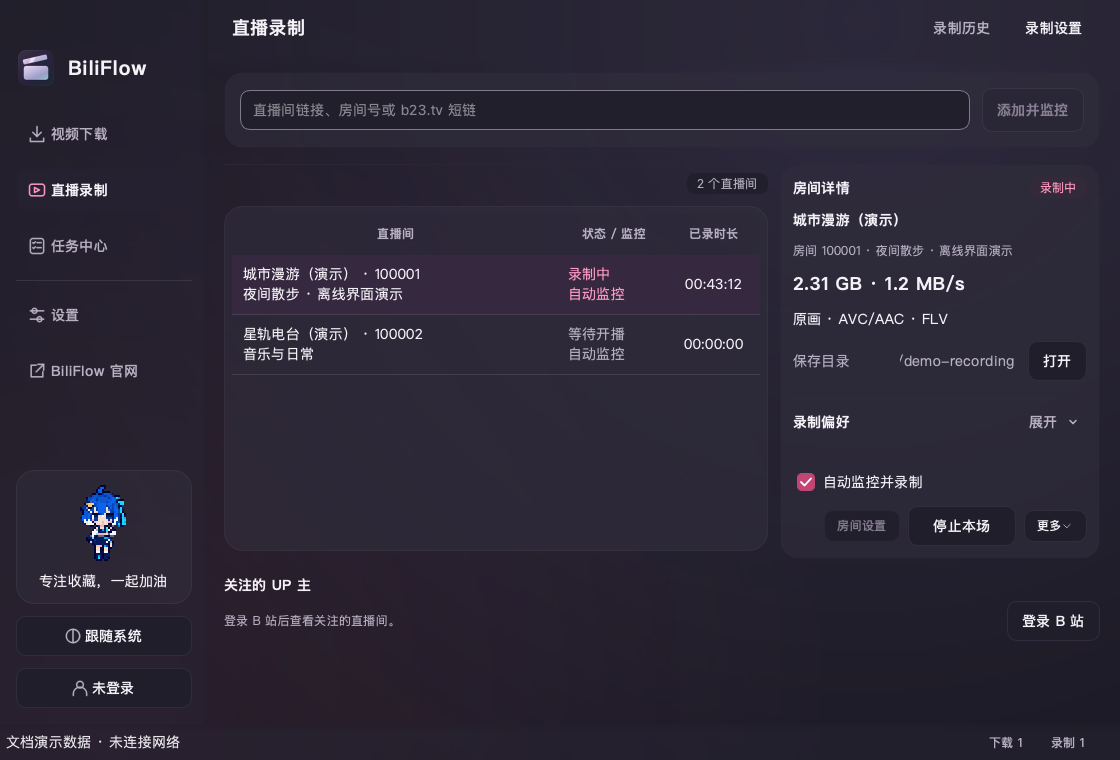 BiliFlow
视频下载
直播录制
任务中心
设置
BiliFlow 官网
专注收藏，一起加油
跟随系统
未登录
直播录制
录制历史
录制设置
直播间链接、房间号或 b23.tv 短链
添加并监控
2 个直播间
直播间
状态 / 监控
已录时长
城市漫游（演示） · 100001
夜间散步 · 离线界面演示
录制中
自动监控
00:43:12
星轨电台（演示） · 100002
音乐与日常
等待开播
自动监控
00:00:00
房间详情
录制中
城市漫游（演示）
房间 100001 · 夜间散步 · 离线界面演示
2.31 GB · 1.2 MB/s
原画 · AVC/AAC · FLV
保存目录
/demo-recording
打开
录制偏好
展开
自动监控并录制
房间设置
停止本场
更多
关注的 UP 主
登录 B 站后查看关注的直播间。
登录 B 站
文档演示数据 · 未连接网络
下载 1
录制 1